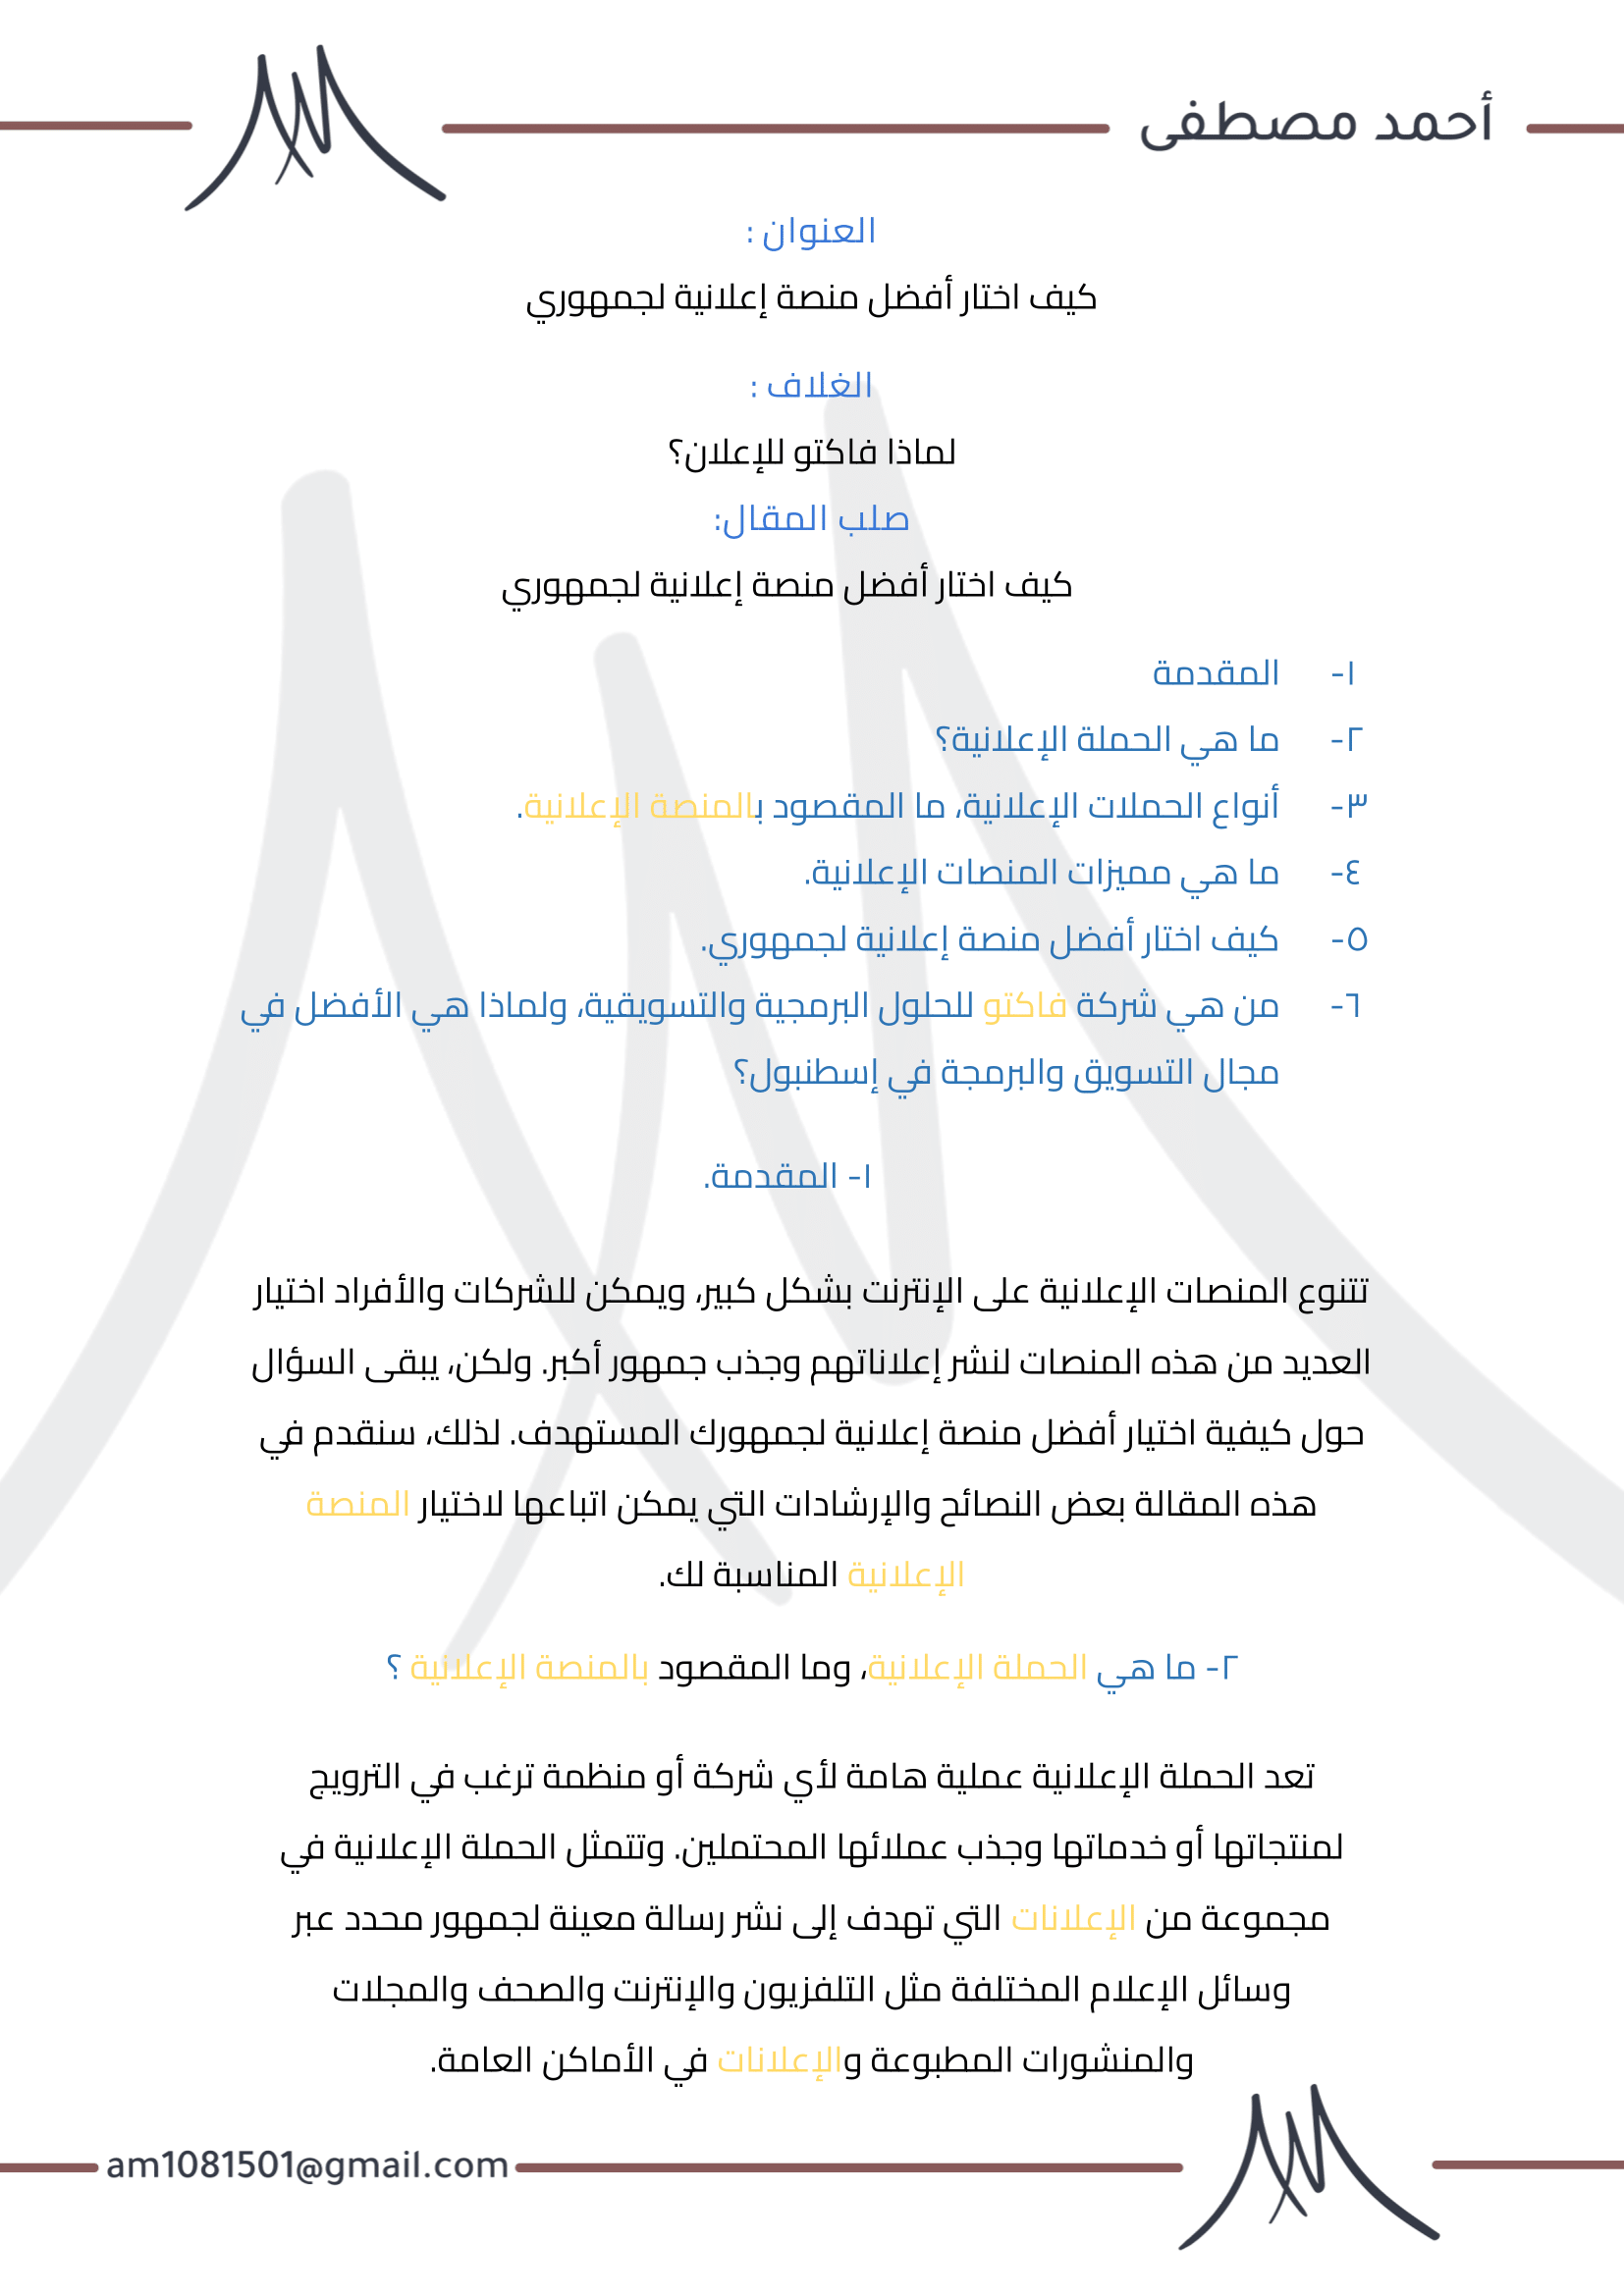 أحمد مصطفى
العنوان :
كيف اختار أفضل منصة إعلانية لجمهوري
الغلاف :
لماذا فاكتو للإعلان؟
صلب المقال:
كيف اختار أفضل منصة إعلانية لجمهوري
١- المقدمة
٢- ما هي الحملة الإعلانية؟
٣- أنواع الحملات الإعلانية، ما المقصود بالمنصة الإعلانية.
٤- ما هي مميزات المنصات الإعلانية.
٥- كيف اختار أفضل منصة إعلانية لجمهوري.
٦- من هي شركة فاكتو للحلول البرمجية والتسويقية، ولماذا هي الأفضل في
مجال التسويق والبرمجة في إسطنبول؟
١- المقدمة.
تتنوع المنصات الإعلانية على الإنترنت بشكل كبير، ويمكن للشركات والأفراد اختيار
العديد من هذه المنصات لنشر إعلاناتهم وجذب جمهور أكبر. ولكن، يبقى السؤال
حول كيفية اختيار أفضل منصة إعلانية لجمهورك المستهدف. لذلك، سنقدم في
هذه المقالة بعض النصائح والإرشادات التي يمكن اتباعها لاختيار المنصة
الإعلانية المناسبة لك.
٢- ما هي الحملة الإعلانية، وما المقصود بالمنصة الإعلانية ؟
تعد الحملة الإعلانية عملية هامة لأي شركة أو منظمة ترغب في الترويج
لمنتجاتها أو خدماتها وجذب عملائها المحتملين. وتتمثل الحملة الإعلانية في
مجموعة من الإعلانات التي تهدف إلى نشر رسالة معينة لجمهور محدد عبر
وسائل الإعلام المختلفة مثل التلفزيون والإنترنت والصحف والمجلات
والمنشورات المطبوعة والإعلانات في الأماكن العامة.
am1081501@gmail.com